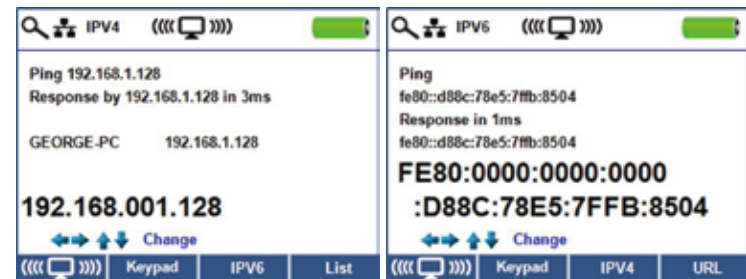 IPV4
Ping 192.168.1.128
Response by 192.168.1.128 in 3ms
GEORGE-PC 192.168.1.128
192.168.001.128
Change
Keypad IPV6 List
IPV6
Ping
fe80::d88c:78e5:7ffb:8504
Response in 1ms
fe80::d88c:78e5:7ffb:8504
FE80:0000:0000:0000
:D88C:78E5:7FFB:8504
Change
Keypad IPV4 URL